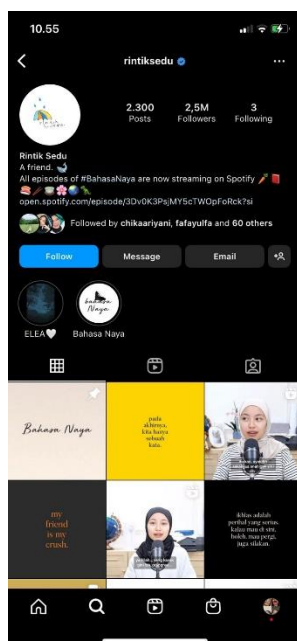 10.55
rintiksedu
2.300 2,5M 3
Posts Followers Following
Rintik Sedu
A friend.
All episodes of #BahasaNaya are now streaming on Spotify
open.spotify.com/episode/3Dv0K3PsjMY5cTWOpFoRck?si
Followed by chikaariyani, fafayulfa and 60 others
Follow Message Email
ELEA Bahasa Naya
Bahasa Naya
pada
akhirnya,
kita hanya
sebuah
kata.
my
friend
is my
crush.
ikhlas adalah
perihal yang serius.
kalau mau di sini,
boleh. mau pergi,
juga silakan.